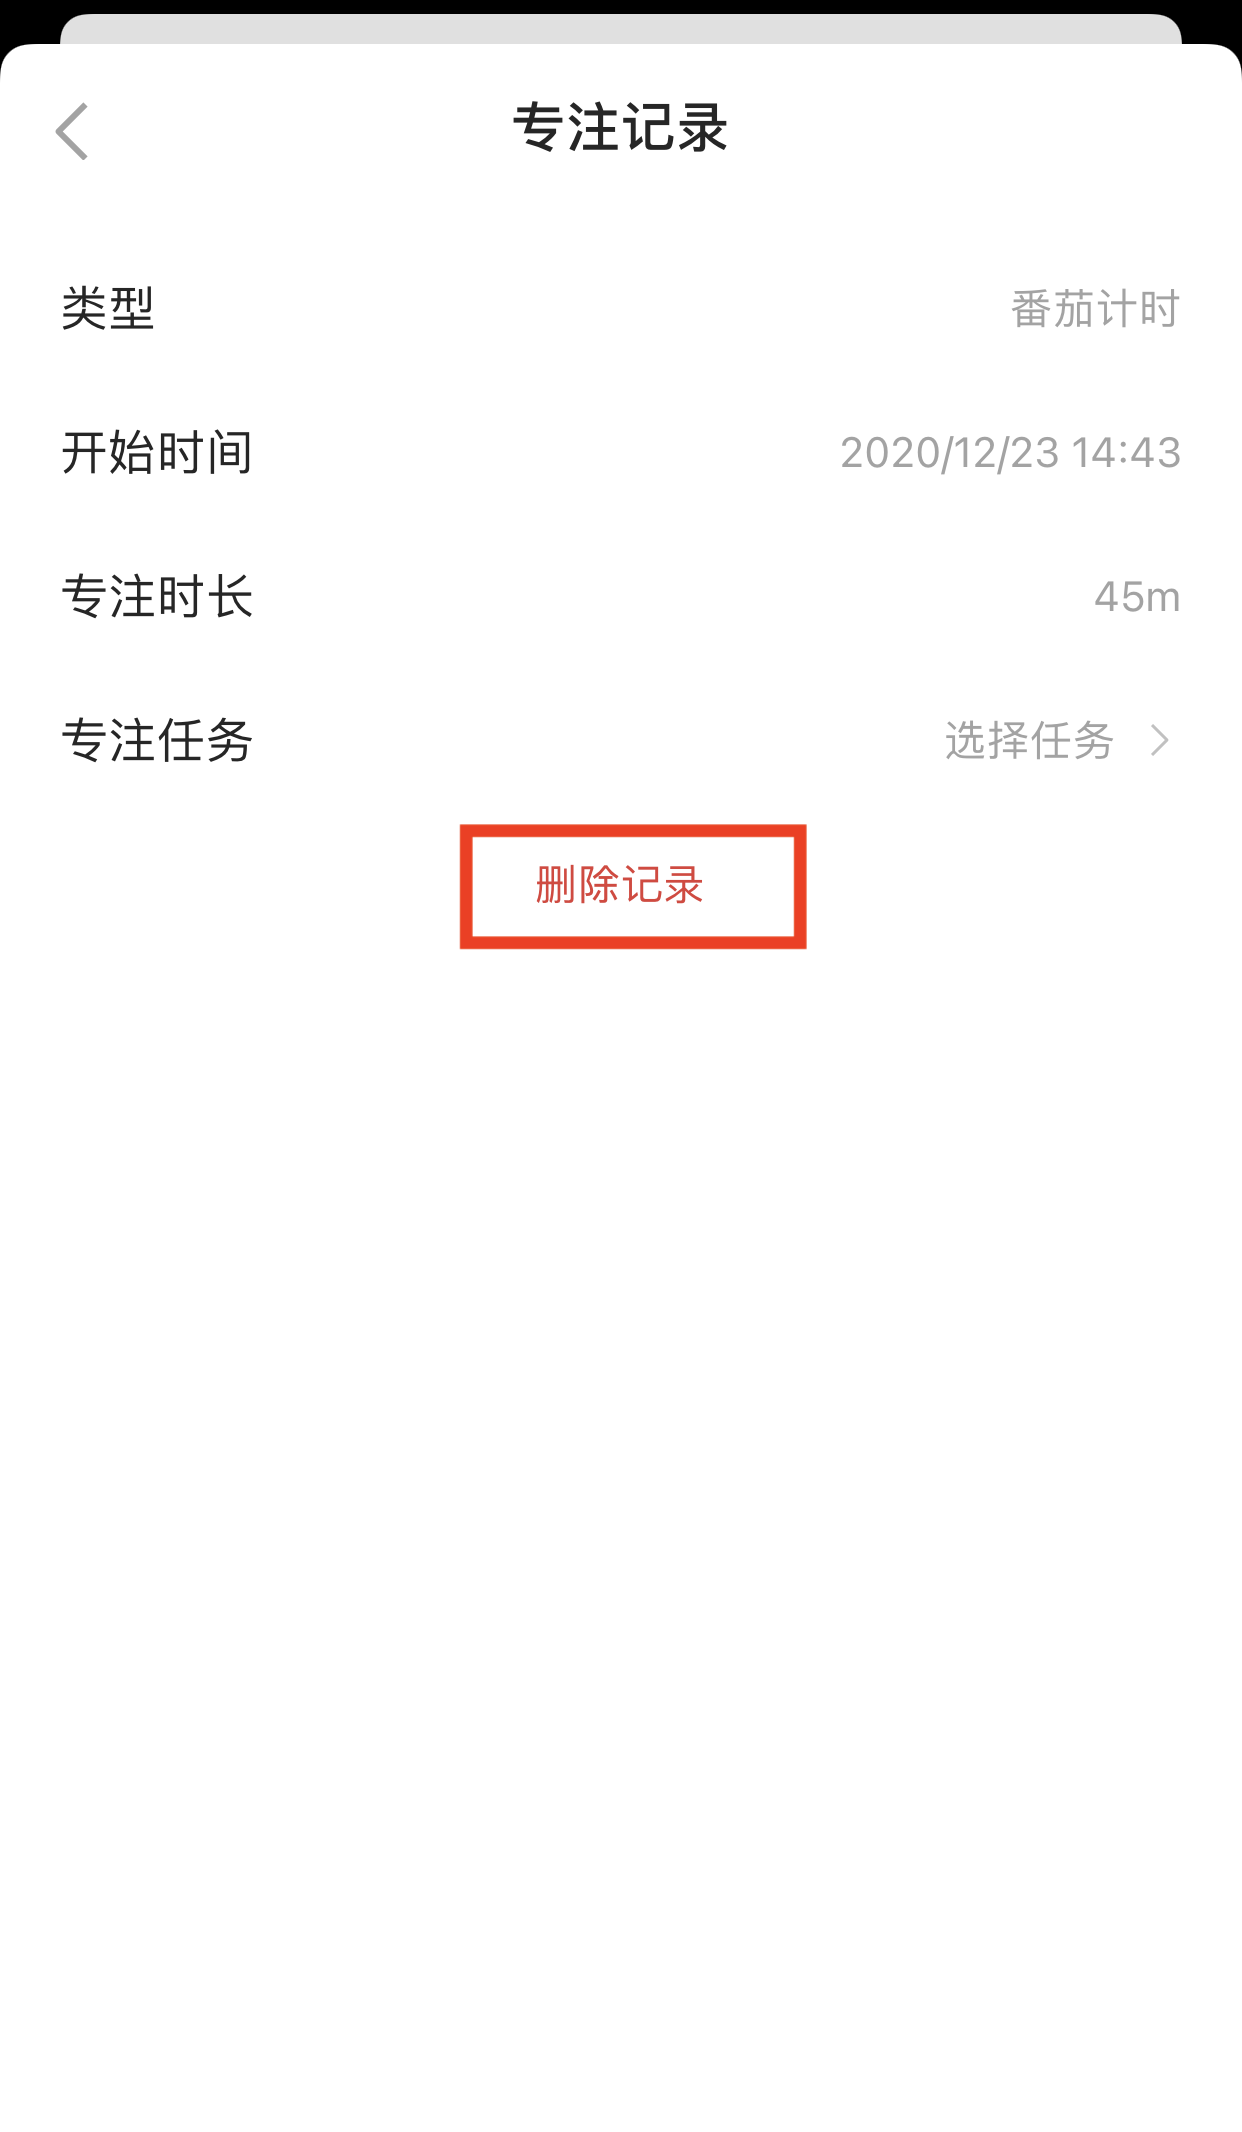 专注记录
类型 番茄计时
开始时间 2020/12/23 14:43
专注时长 45m
专注任务 选择任务
删除记录